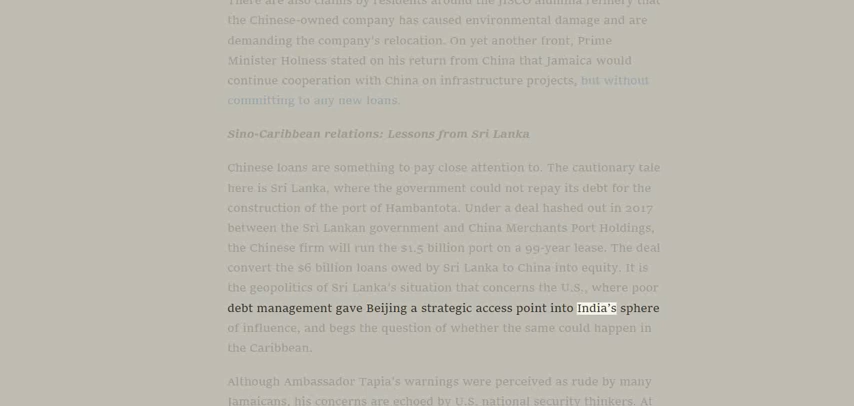 There are also claims by residents around the JISCO alumina refinery that
the Chinese-owned company has caused environmental damage and are
demanding the company's relocation. On yet another front, Prime
Minister Holness stated on his return from China that Jamaica would
continue cooperation with China on infrastructure projects, but without
committing to any new loans.
Sino-Caribbean relations: Lessons from Sri Lanka
Chinese loans are something to pay close attention to. The cautionary tale
here is Sri Lanka, where the government could not repay its debt for the
construction of the port of Hambantota. Under a deal hashed out in 2017
between the Sri Lankan government and China Merchants Port Holdings,
the Chinese firm will run the $1.5 billion port on a 99-year lease. The deal
convert the $6 billion loans owed by Sri Lanka to China into equity. It is
the geopolitics of Sri Lanka's situation that concerns the U.S., where poor
debt management gave Beijing a strategic access point into India's sphere
of influence, and begs the question of whether the same could happen in
the Caribbean.
Although Ambassador Tapia's warnings were perceived as rude by many
Jamaicans, his concerns are echoed by U.S. national security thinkers. At